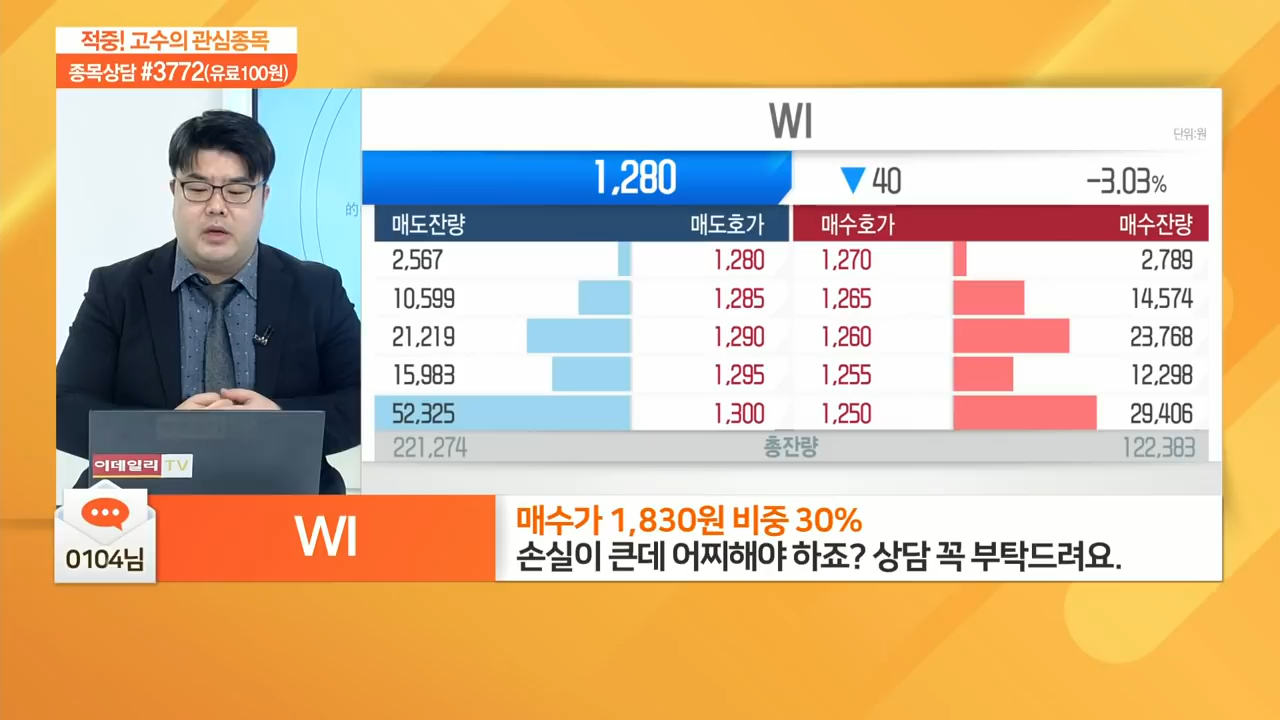 적중! 고수의 관심종목
종목상담 #3772(유료100원)
的
WI
단위:원
1,280 ▼ 40 -3.03%
매도잔량 매도호가 매수호가 매수잔량
2,567 1,280 1,270 2,789
10,599 1,285 1,265 14,574
21,219 1,290 1,260 23,768
15,983 1,295 1,255 12,298
52,325 1,300 1,250 29,406
221,274 총잔량 122,383
이데일리 TV
0104님
WI
매수가 1,830원 비중 30%
손실이 큰데 어찌해야 하죠? 상담 꼭 부탁드려요.